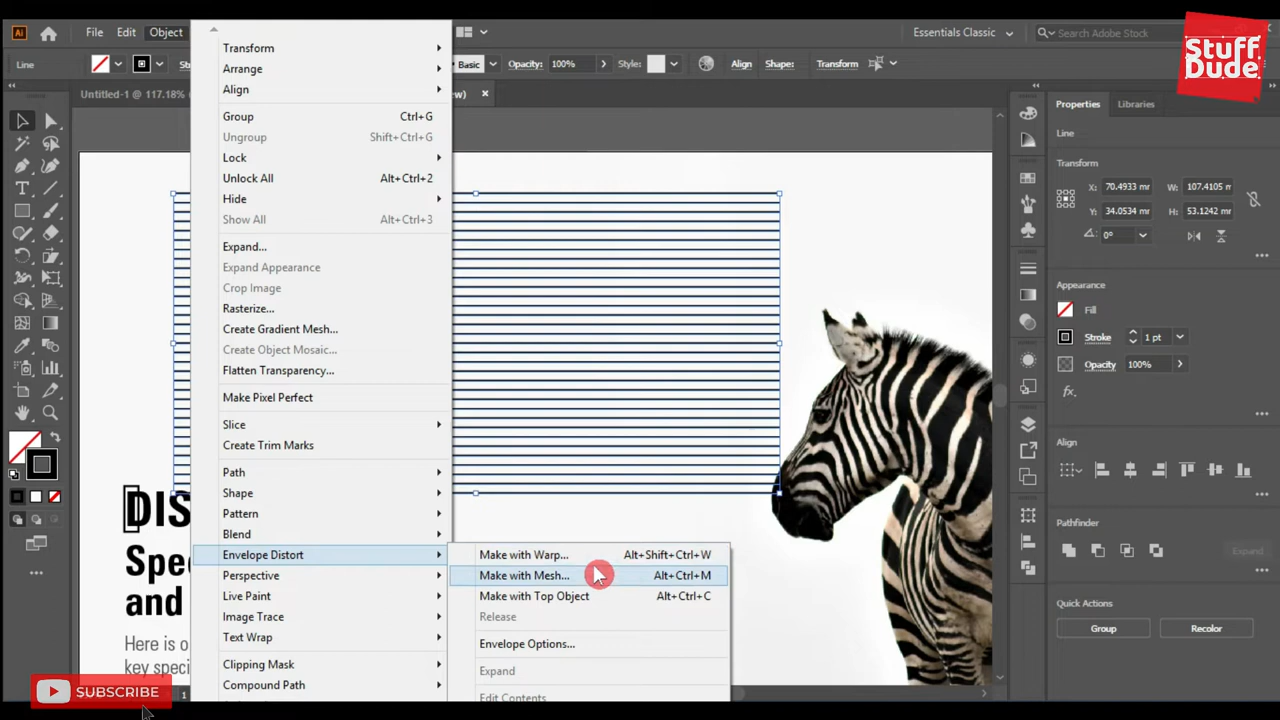 Ai
File
Edit
Object
Essentials Classic
Search Adobe Stock
Stuff
Dude
Line
Basic
Opacity:
100%
Style:
Align
Shape:
Transform
Untitled-1 @ 117.18%
Transform
Arrange
Align
Group Ctrl+G
Ungroup Shift+Ctrl+G
Lock
Unlock All Alt+Ctrl+2
Hide
Show All Alt+Ctrl+3
Expand...
Expand Appearance
Crop Image
Rasterize...
Create Gradient Mesh...
Create Object Mosaic...
Flatten Transparency...
Make Pixel Perfect
Slice
Create Trim Marks
Path
Shape
Pattern
Blend
Envelope Distort
Perspective
Live Paint
Image Trace
Text Wrap
Clipping Mask
Compound Path
Make with Warp... Alt+Shift+Ctrl+W
Make with Mesh... Alt+Ctrl+M
Make with Top Object Alt+Ctrl+C
Release
Envelope Options...
Expand
Edit Contents
DIS
Spe
and
Here is o
key speci
SUBSCRIBE
1
Properties
Libraries
Line
Transform
X: 70.4933 mr W: 107.4105
Y: 34.0534 mr H: 53.1242 mr
0°
Appearance
Fill
Stroke 1 pt
Opacity 100%
fx
Align
Pathfinder
Expand
Quick Actions
Group
Recolor